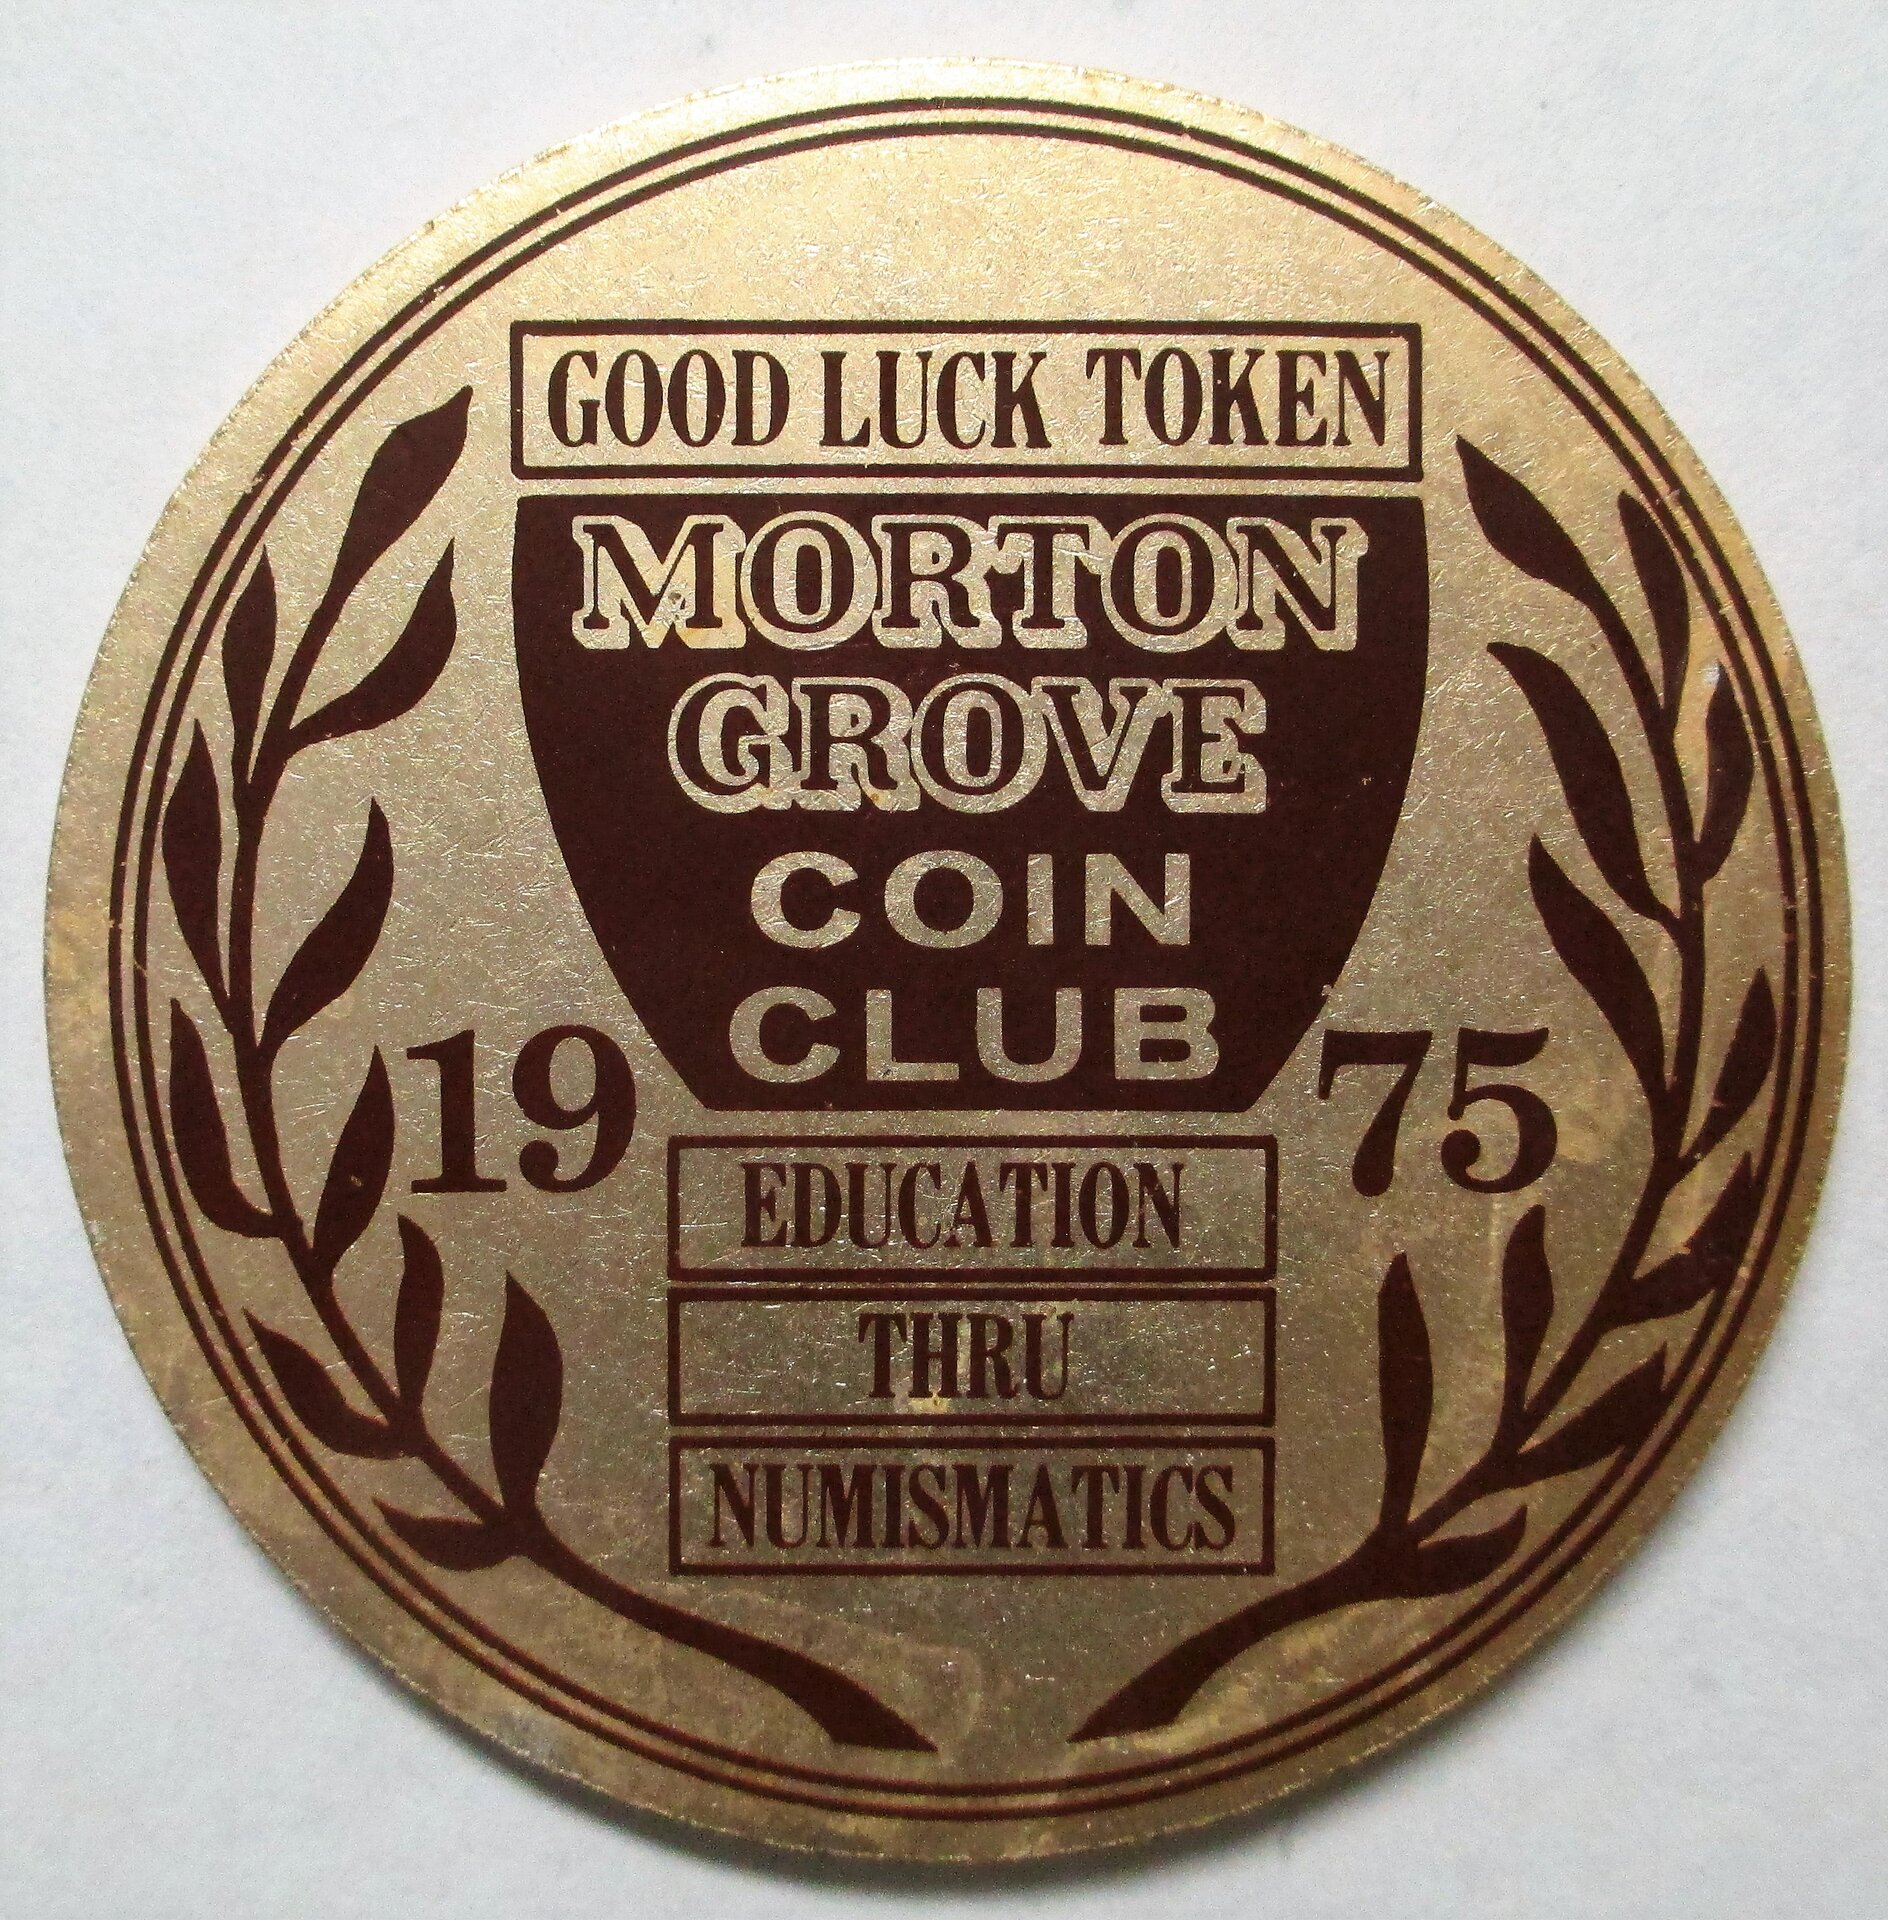 GOOD LUCK TOKEN
MORTON
GROVE
COIN
CLUB
19 75
EDUCATION
THRU
NUMISMATICS